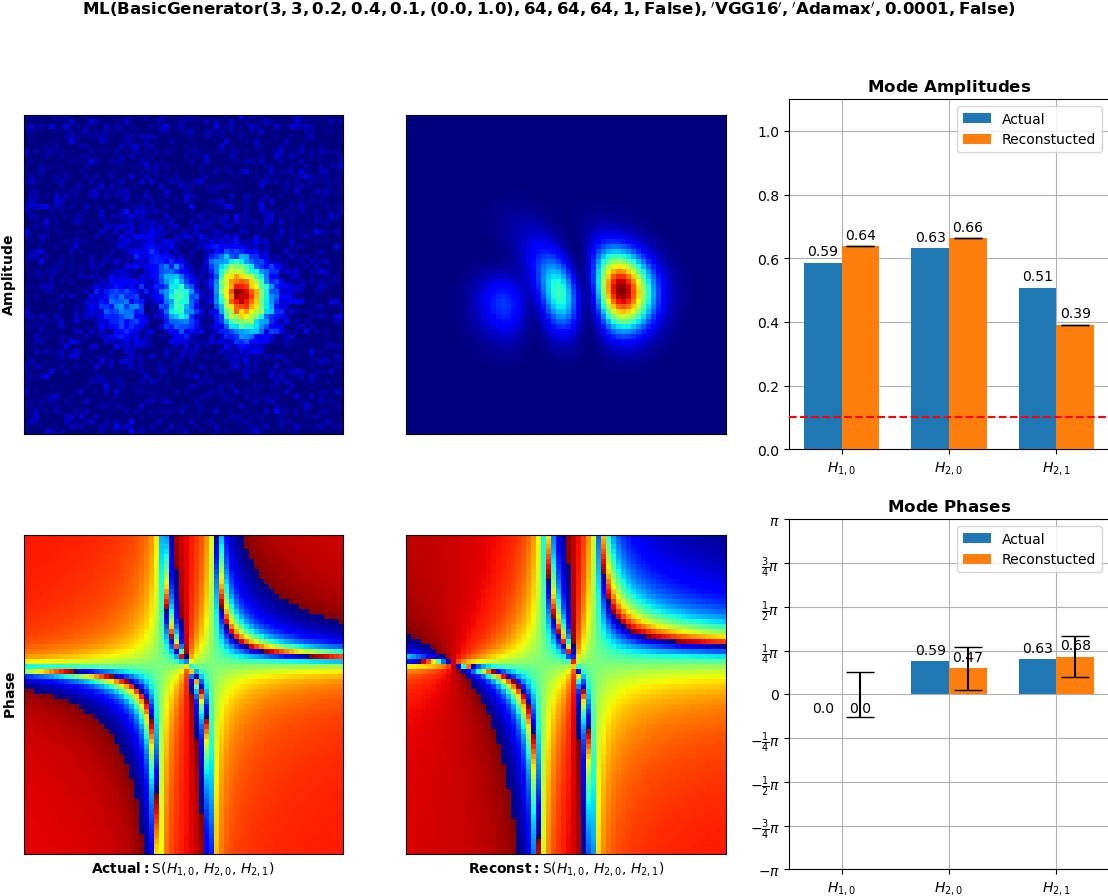 ML(BasicGenerator(3, 3, 0.2, 0.4, 0.1, (0.0, 1.0), 64, 64, 64, 1, False), ′VGG16′, ′Adamax′, 0.0001, False)
Amplitude
Mode Amplitudes
Actual
Reconstucted
1.0
0.8
0.6
0.4
0.2
0.0
0.59
0.64
0.63
0.66
0.51
0.39
H1,0
H2,0
H2,1
Phase
Actual: S(H1,0, H2,0, H2,1)
Reconst: S(H1,0, H2,0, H2,1)
Mode Phases
Actual
Reconstucted
π
3/4π
1/2π
1/4π
0
−1/4π
−1/2π
−3/4π
−π
0.0
0.0
0.59
0.47
0.63
0.68
H1,0
H2,0
H2,1